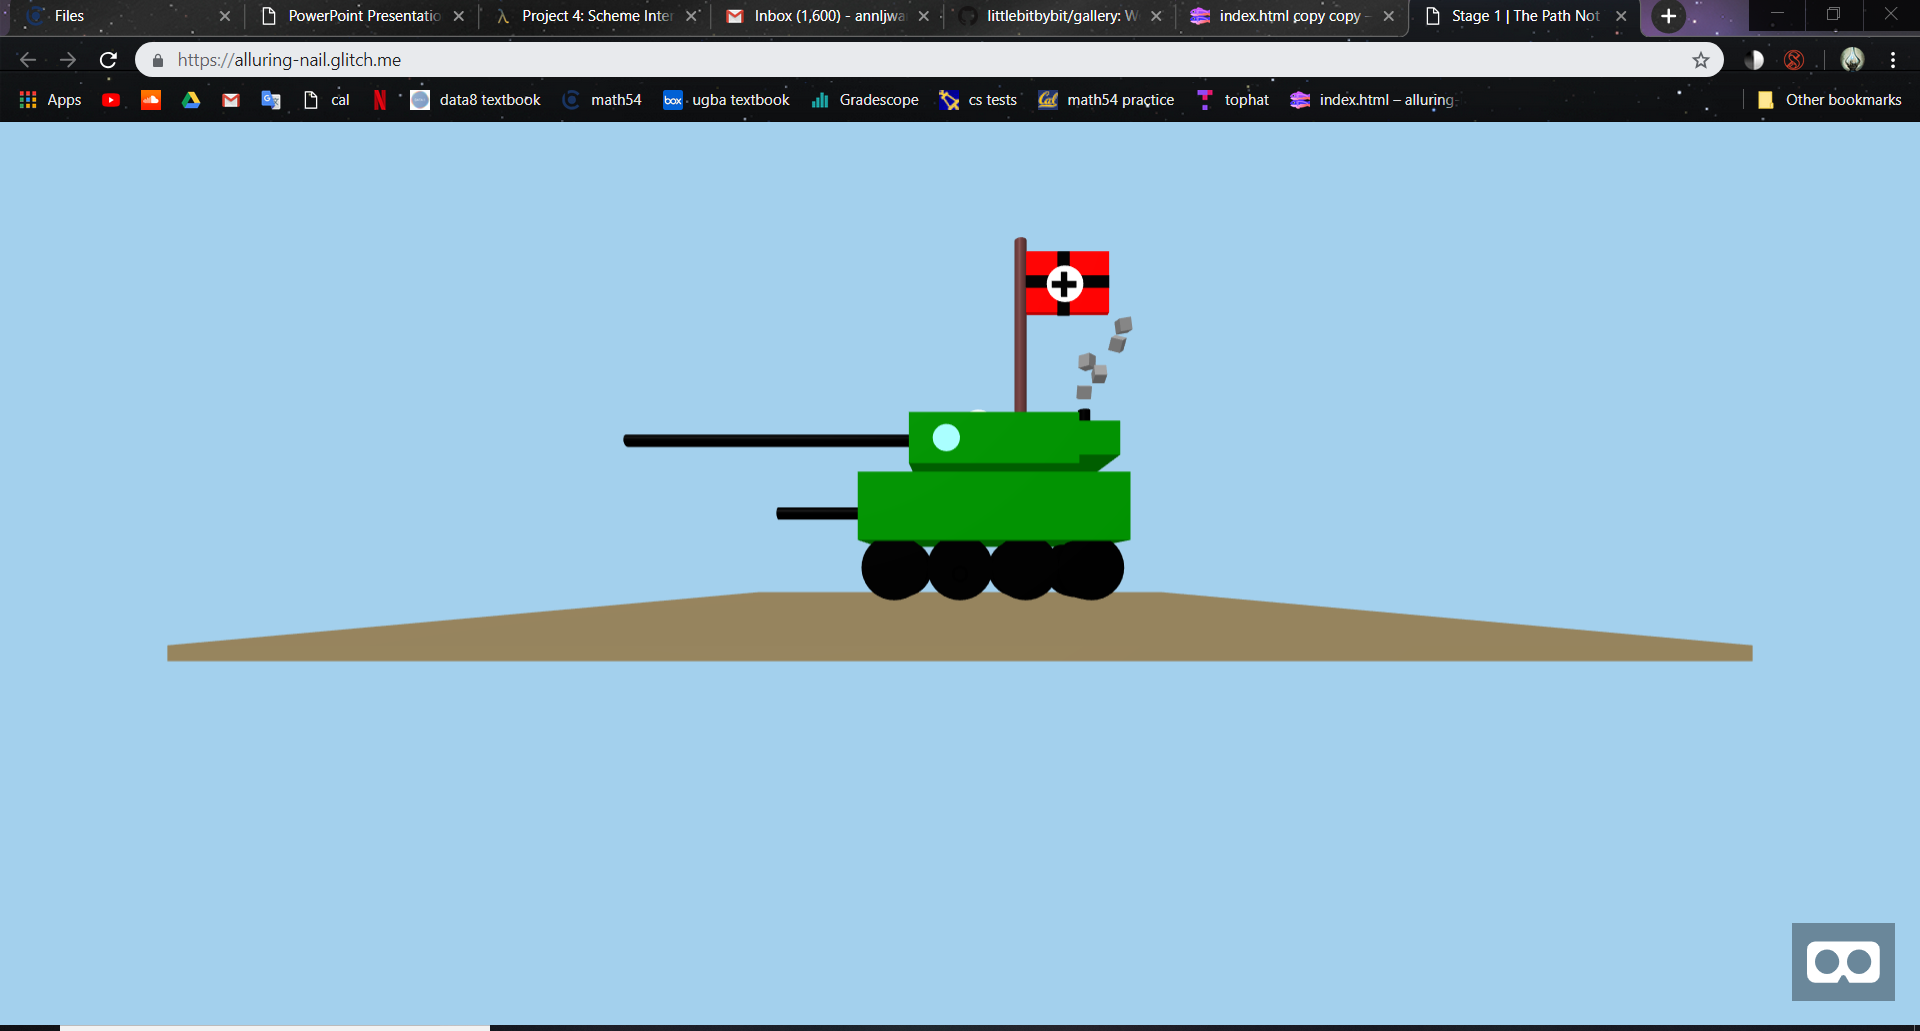 Files
PowerPoint Presentatio
Project 4: Scheme Inter
Inbox (1,600) - annljwa
littlebitbybit/gallery: W
index.html copy copy -
Stage 1 | The Path Not
https://alluring-nail.glitch.me
Apps
cal
data8 textbook
math54
box
ugba textbook
Gradescope
cs tests
Cal
math54 practice
tophat
index.html – alluring-
Other bookmarks